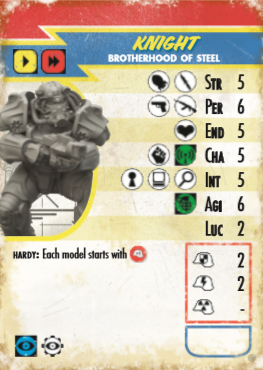 KNIGHT
BROTHERHOOD OF STEEL
STR 5
PER 6
END 5
CHA 5
INT 5
AGI 6
LUC 2
HARDY: Each model starts with
2
2
-